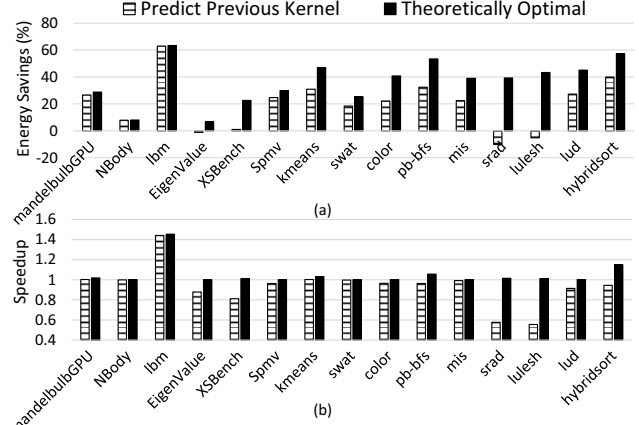 Predict Previous Kernel Theoretically Optimal
Energy Savings (%)
80
60
40
20
0
-20
mandelbulbGPU
NBody
lbm
EigenValue
XSBench
Spmv
kmeans
swat
color
pb-bfs
mis
srad
lulesh
lud
hybridsort
(a)
Speedup
1.6
1.4
1.2
1
0.8
0.6
0.4
mandelbulbGPU
NBody
lbm
EigenValue
XSBench
Spmv
kmeans
swat
color
pb-bfs
mis
srad
lulesh
lud
hybridsort
(b)